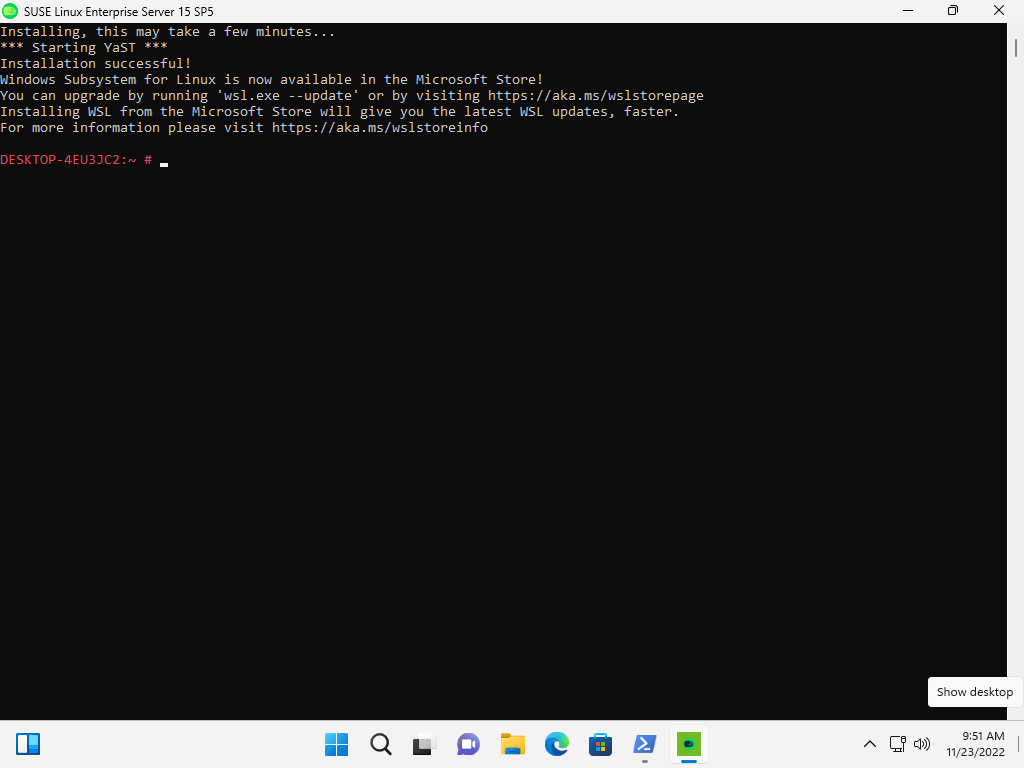 SUSE Linux Enterprise Server 15 SP5
Installing, this may take a few minutes...
*** Starting YaST ***
Installation successful!
Windows Subsystem for Linux is now available in the Microsoft Store!
You can upgrade by running 'wsl.exe --update' or by visiting https://aka.ms/wslstorepage
Installing WSL from the Microsoft Store will give you the latest WSL updates, faster.
For more information please visit https://aka.ms/wslstoreinfo
DESKTOP-4EU3JC2:~ #
Show desktop
9:51 AM
11/23/2022